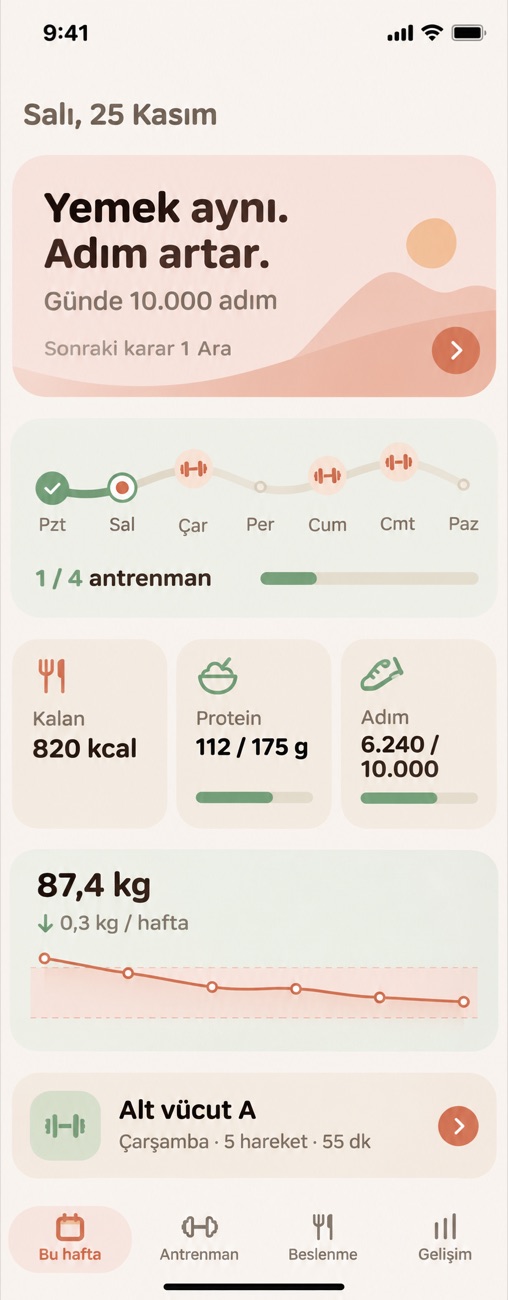 9:41
Salı, 25 Kasım
Yemek aynı.
Adım artar.
Günde 10.000 adım
Sonraki karar 1 Ara
Pzt Sal Çar Per Cum Cmt Paz
1 / 4 antrenman
Kalan
820 kcal
Protein
112 / 175 g
Adım
6.240 /
10.000
87,4 kg
↓ 0,3 kg / hafta
Alt vücut A
Çarşamba · 5 hareket · 55 dk
Bu hafta
Antrenman
Beslenme
Gelişim